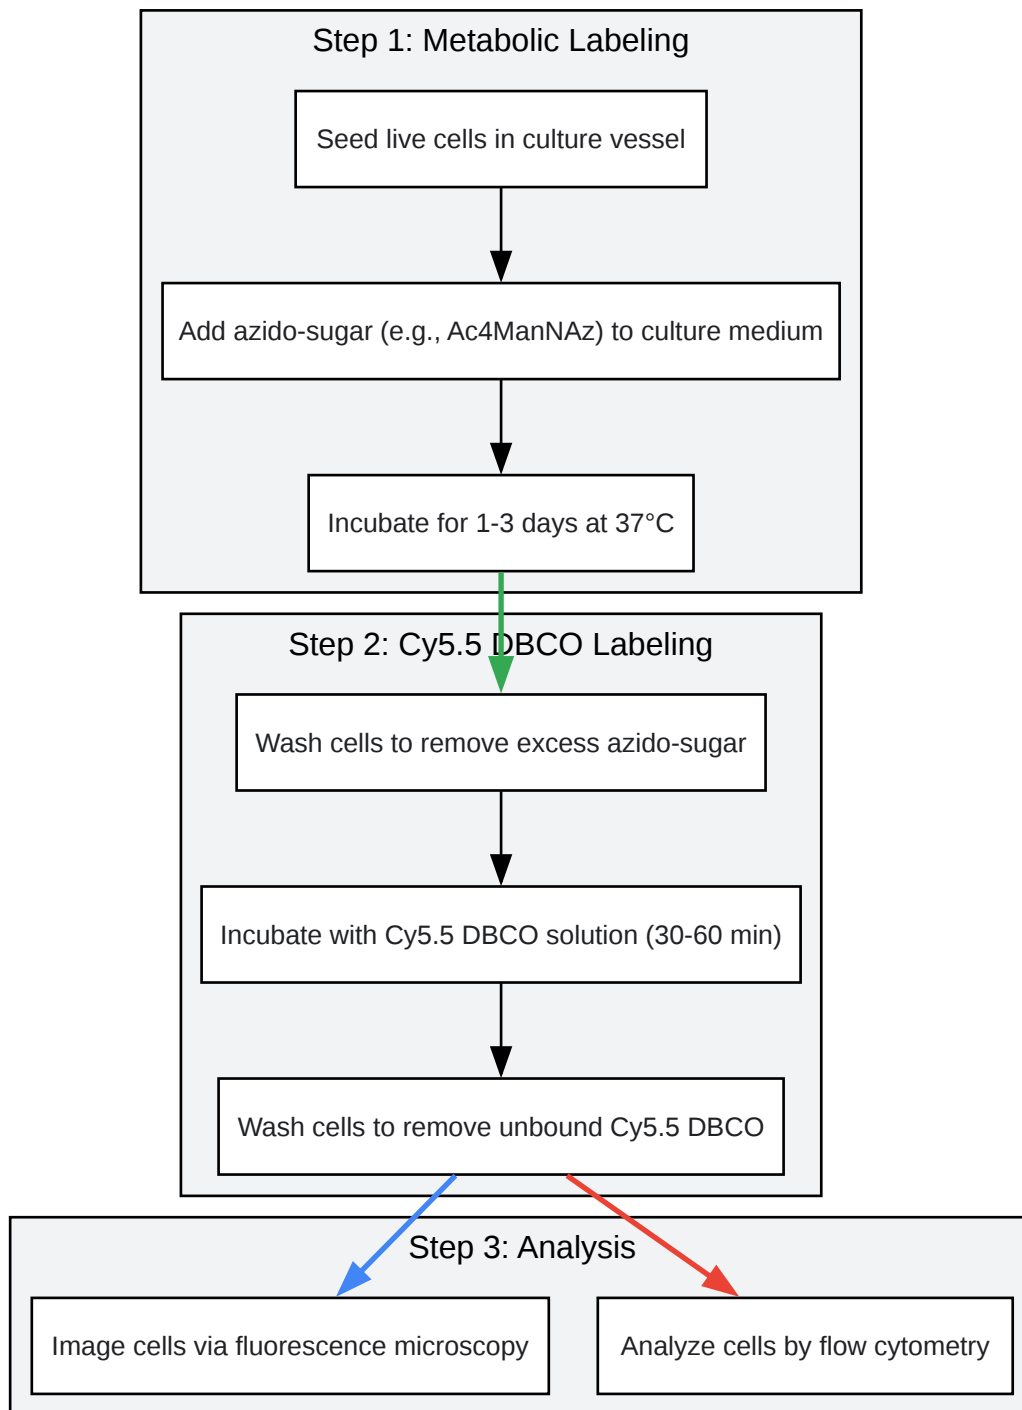 Step 1: Metabolic Labeling
Seed live cells in culture vessel
Add azido-sugar (e.g., Ac4ManNAz) to culture medium
Incubate for 1-3 days at 37°C
Step 2: Cy5.5 DBCO Labeling
Wash cells to remove excess azido-sugar
Incubate with Cy5.5 DBCO solution (30-60 min)
Wash cells to remove unbound Cy5.5 DBCO
Step 3: Analysis
Image cells via fluorescence microscopy
Analyze cells by flow cytometry